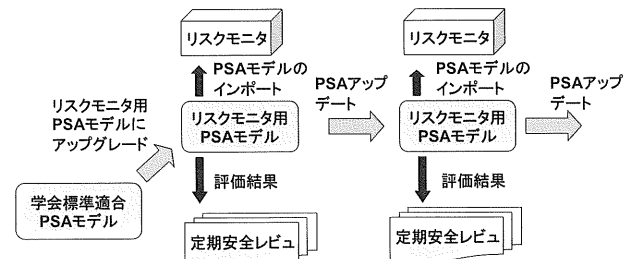 リスクモニタ
PSAモデルの
インポート
リスクモニタ用
PSAモデルに
アップグレード
リスクモニタ用
PSAモデル
PSAアップ
デート
評価結果
学会標準適合
PSAモデル
定期安全レビュ
リスクモニタ
PSAモデルの
インポート
リスクモニタ用
PSAモデル
PSAアップ
デート
評価結果
定期安全レビュ